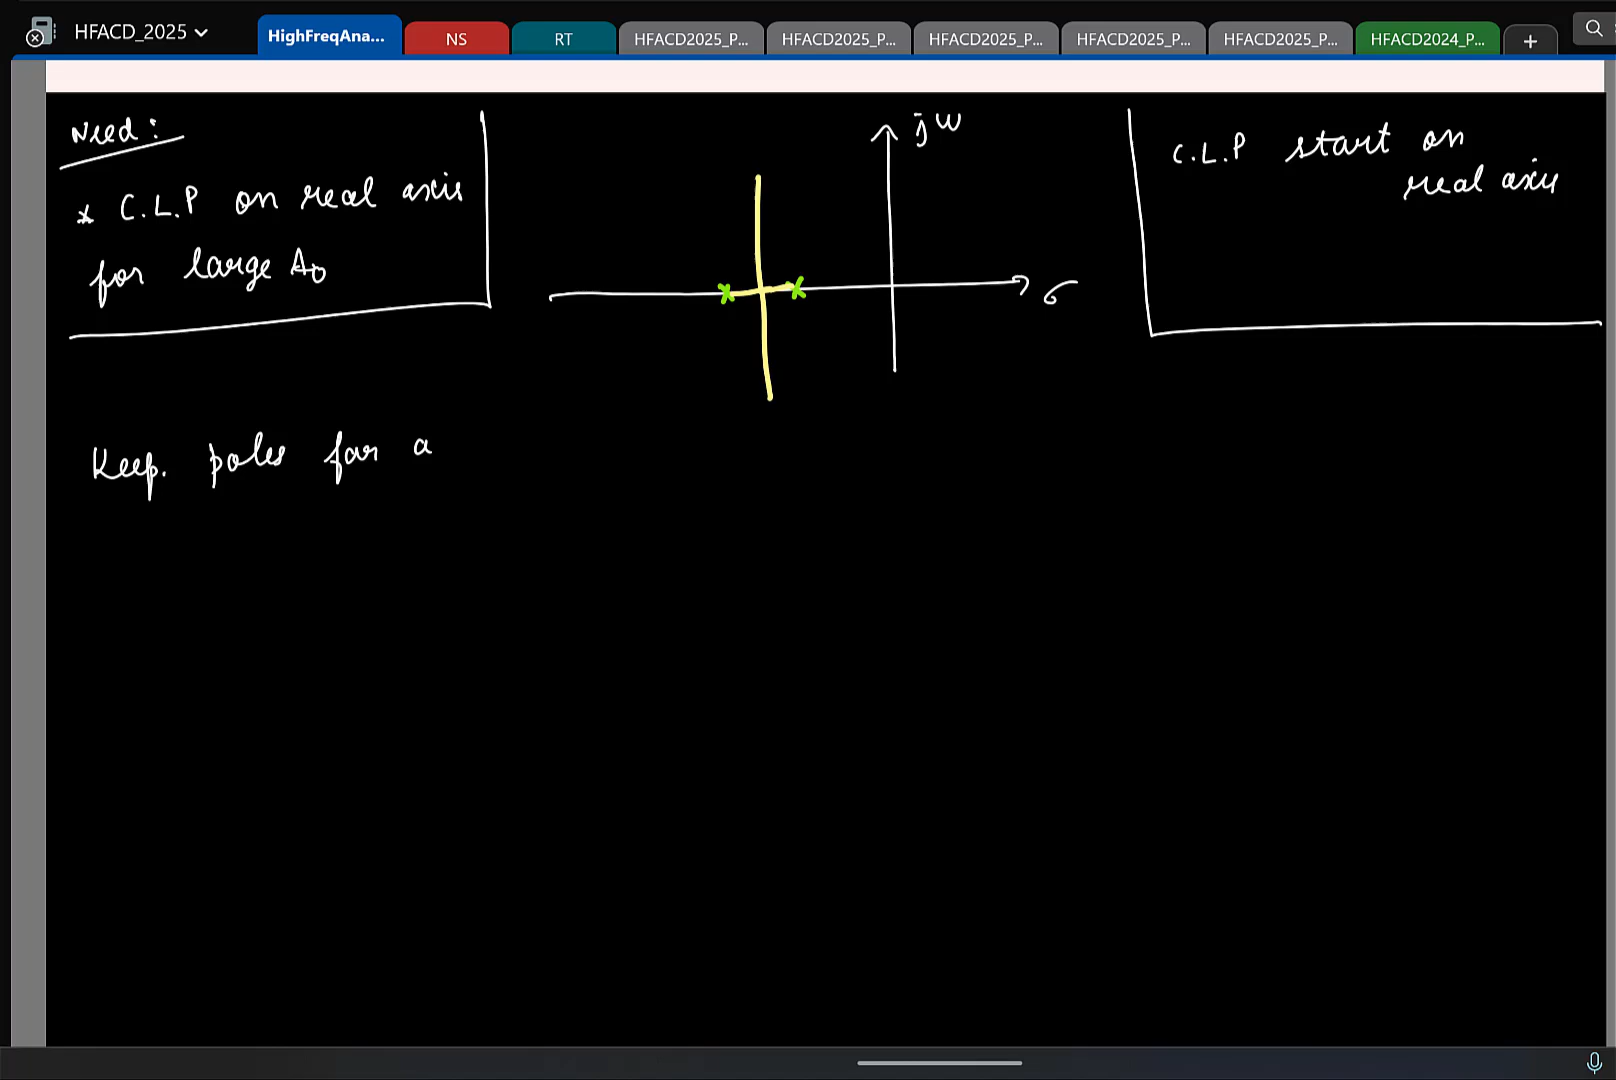 HFACD_2025
HighFreqAna...
NS
RT
HFACD2025_P...
HFACD2025_P...
HFACD2025_P...
HFACD2025_P...
HFACD2025_P...
HFACD2024_P...
+
Need:
* C.L.P on real axis
for large A0
jω
σ
C.L.P start on
real axis
Keep. poles far a